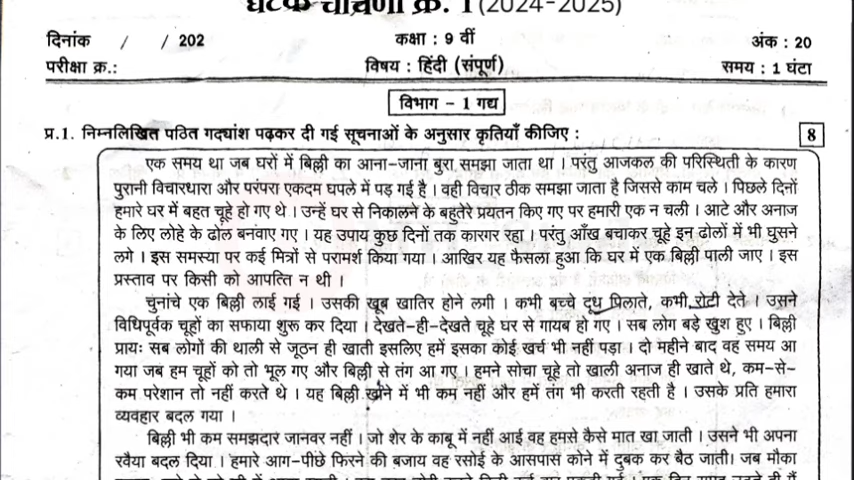 घटक चाचणी क्र. 1 (2024-2025)
दिनांक / / 202 कक्षा : 9 वीं अंक : 20
परीक्षा क्र.: विषय : हिंदी (संपूर्ण) समय : 1 घंटा
विभाग - 1 गद्य
प्र.1. निम्नलिखित पठित गद्यांश पढ़कर दी गई सूचनाओं के अनुसार कृतियाँ कीजिए : 8
एक समय था जब घरों में बिल्ली का आना-जाना बुरा समझा जाता था । परंतु आजकल की परिस्थिती के कारण
पुरानी विचारधारा और परंपरा एकदम घपले में पड़ गई है । वही विचार ठीक समझा जाता है जिससे काम चले । पिछले दिनों
हमारे घर में बहत चूहे हो गए थे । उन्हें घर से निकालने के बहुतेरे प्रयतन किए गए पर हमारी एक न चली । आटे और अनाज
के लिए लोहे के ढोल बनवाए गए । यह उपाय कुछ दिनों तक कारगर रहा । परंतु आँख बचाकर चूहे इन ढोलों में भी घुसने
लगे । इस समस्या पर कई मित्रों से परामर्श किया गया । आखिर यह फैसला हुआ कि घर में एक बिल्ली पाली जाए । इस
प्रस्ताव पर किसी को आपत्ति न थी ।
चुनांचे एक बिल्ली लाई गई । उसकी खूब खातिर होने लगी । कभी बच्चे दूध पिलाते, कभी रोटी देते । उसने
विधिपूर्वक चूहों का सफाया शुरू कर दिया । देखते-ही-देखते चूहे घर से गायब हो गए । सब लोग बड़े खुश हुए । बिल्ली
प्रायः सब लोगों की थाली से जूठन ही खाती इसलिए हमें इसका कोई खर्च भी नहीं पड़ा । दो महीने बाद वह समय आ
गया जब हम चूहों को तो भूल गए और बिल्ली से तंग आ गए । हमने सोचा चूहे तो खाली अनाज ही खाते थे, कम-से-
कम परेशान तो नहीं करते थे । यह बिल्ली खाने में भी कम नहीं और हमें तंग भी करती रहती है । उसके प्रति हमारा
व्यवहार बदल गया ।
बिल्ली भी कम समझदार जानवर नहीं । जो शेर के काबू में नहीं आई वह हमसे कैसे मात खा जाती । उसने भी अपना
रवैया बदल दिया । हमारे आग-पीछे फिरने की बजाय वह रसोई के आसपास कोने में दुबक कर बैठ जाती। जब मौका